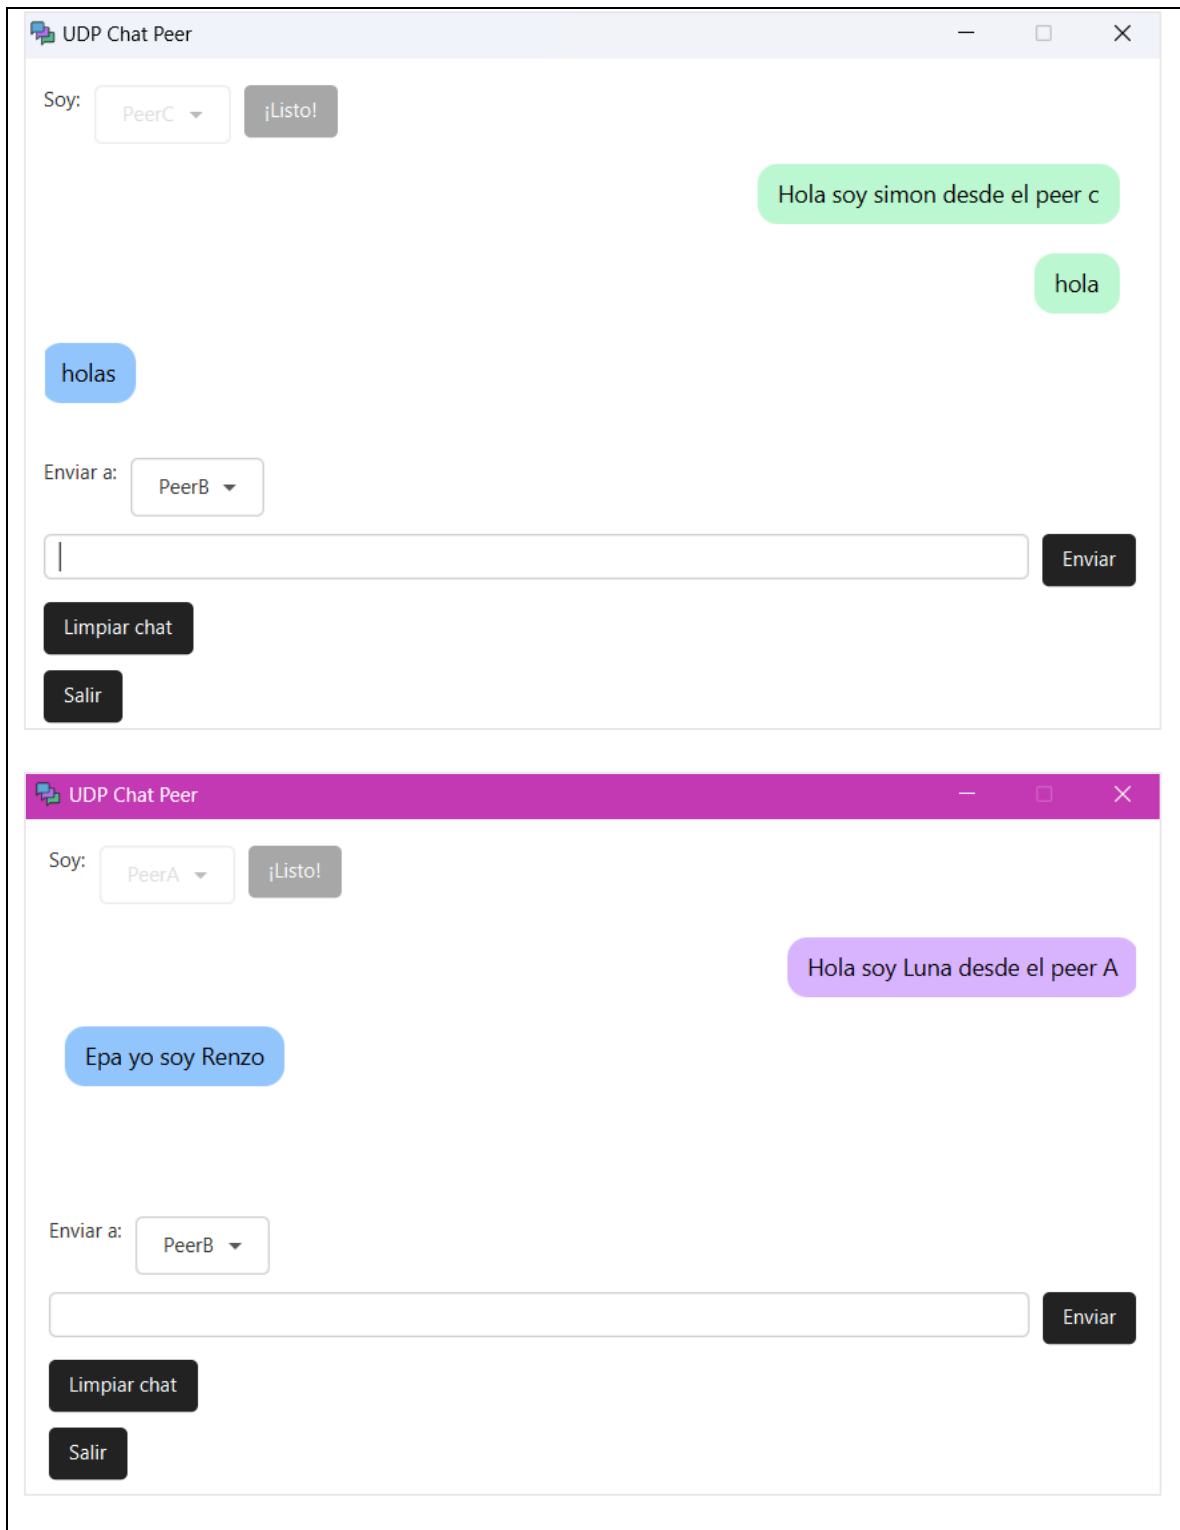 UDP Chat Peer
Soy: PeerC ¡Listo!
Hola soy simon desde el peer c
hola
holas
Enviar a: PeerB
Enviar
Limpiar chat
Salir
UDP Chat Peer
Soy: PeerA ¡Listo!
Hola soy Luna desde el peer A
Epa yo soy Renzo
Enviar a: PeerB
Enviar
Limpiar chat
Salir